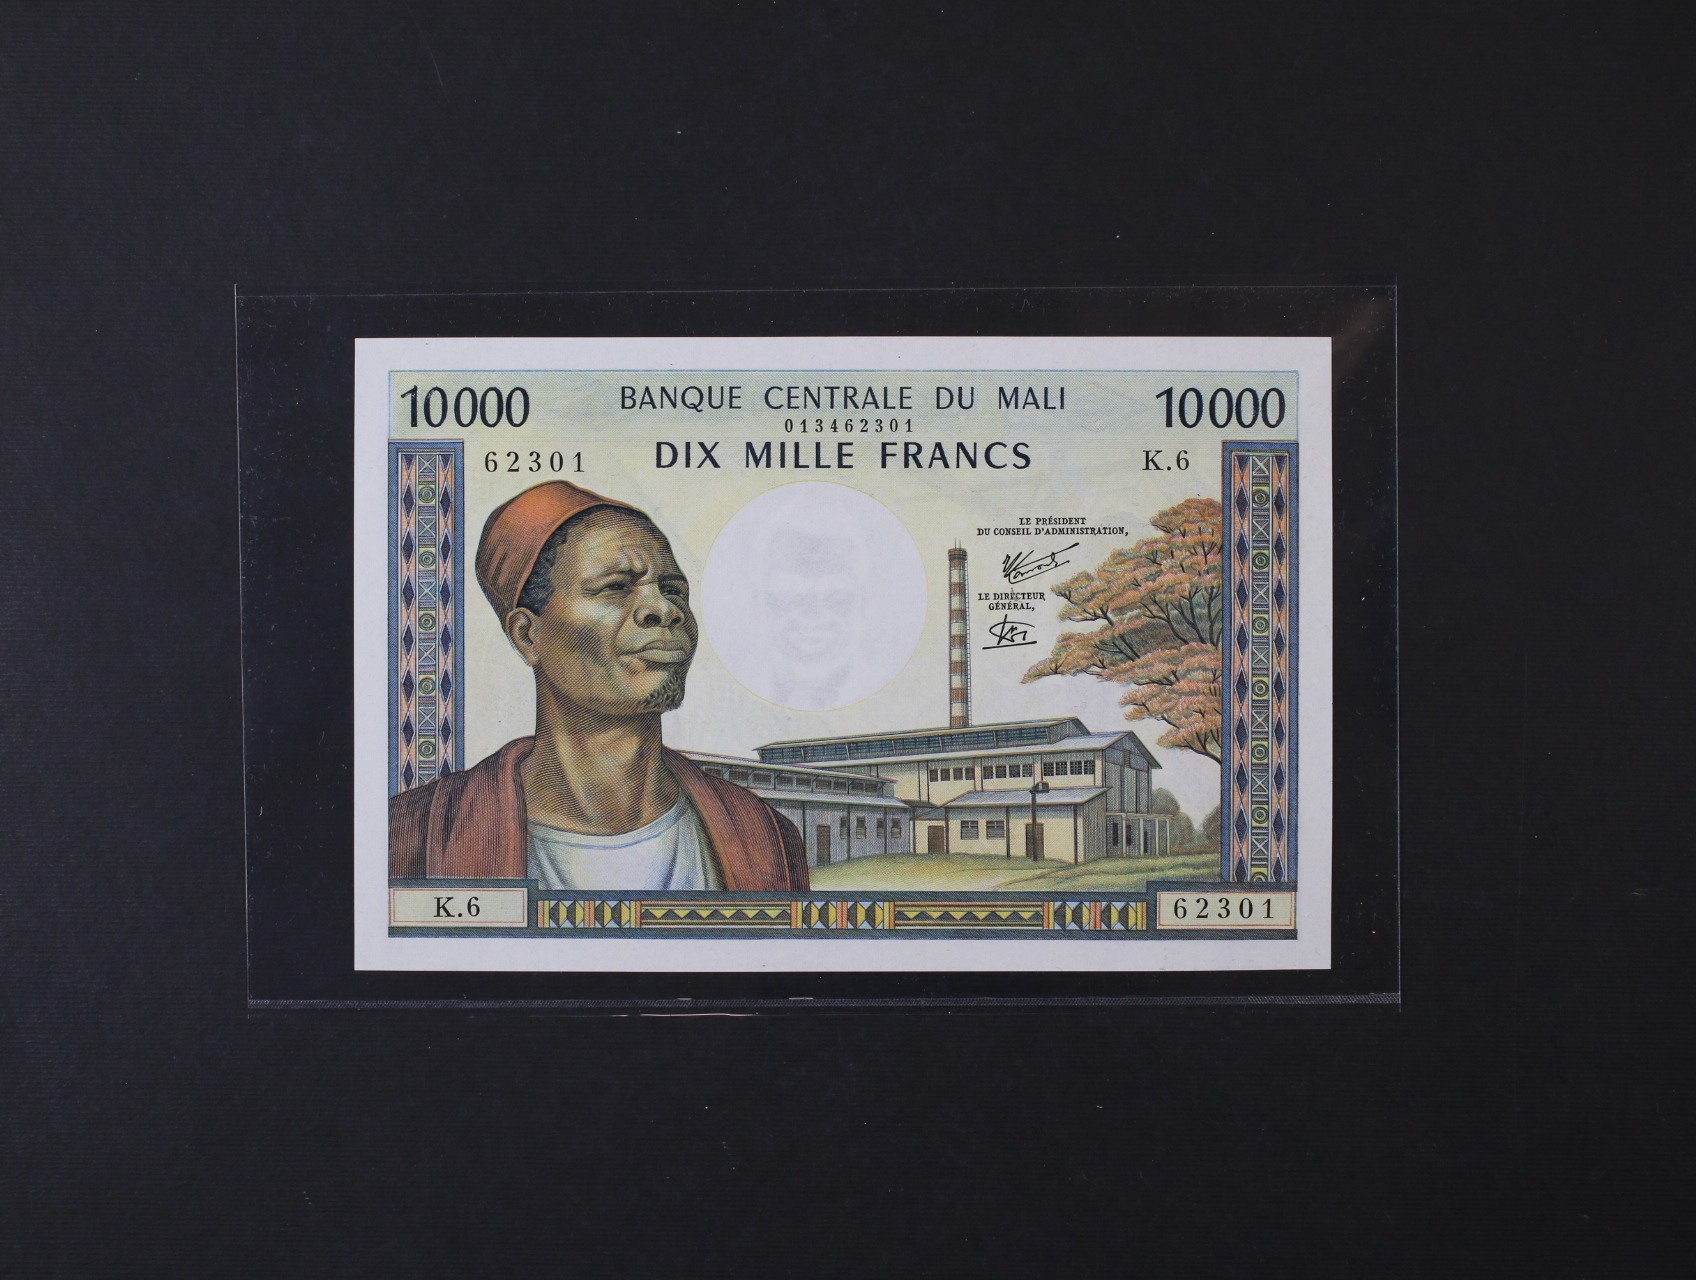 10000 BANQUE CENTRALE DU MALI 10000
013462301
62301 DIX MILLE FRANCS K.6
LE PRÉSIDENT
DU CONSEIL D'ADMINISTRATION,
LE DIRECTEUR
GÉNÉRAL,
K.6 62301